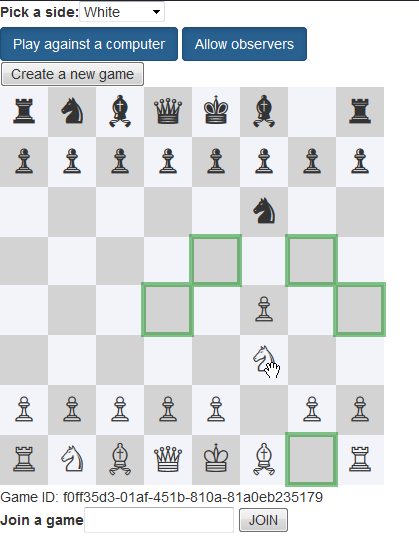 Pick a side: White
Play against a computer Allow observers
Create a new game
Game ID: f0ff35d3-01af-451b-810a-81a0eb235179
Join a game JOIN